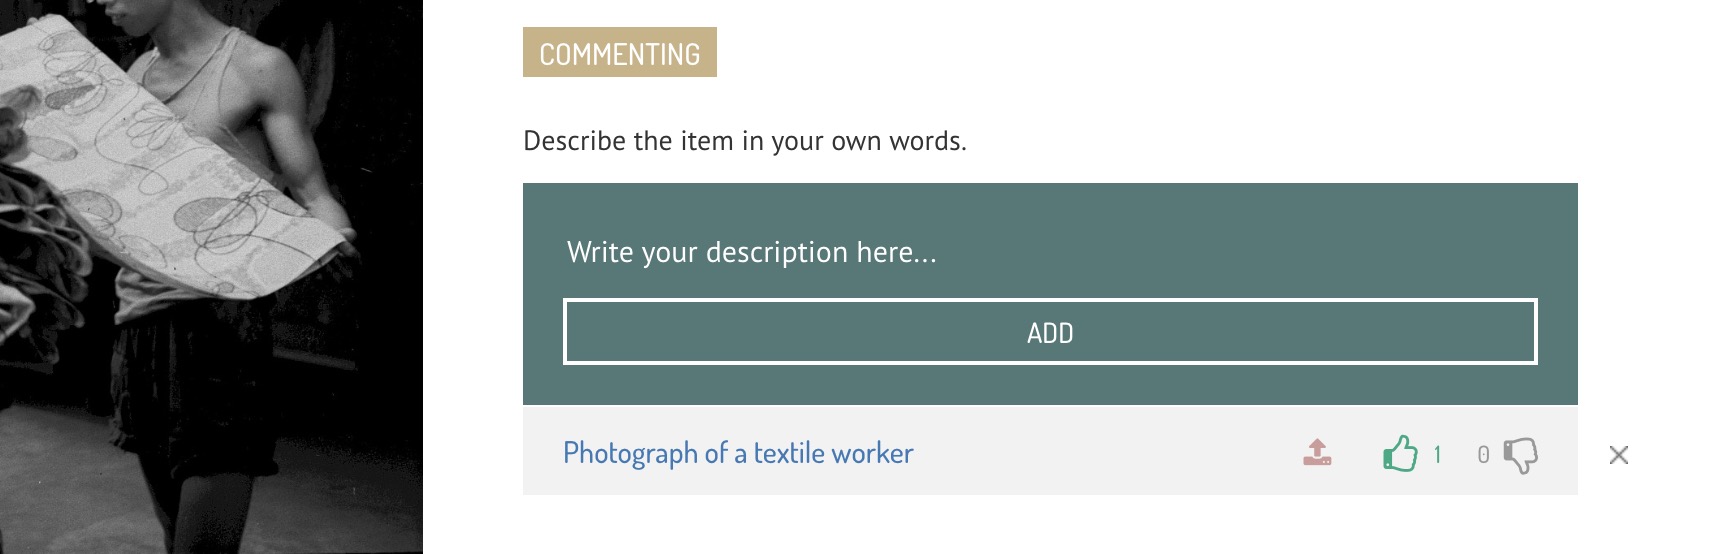 COMMENTING
Describe the item in your own words.
Write your description here...
ADD
Photograph of a textile worker
1 0